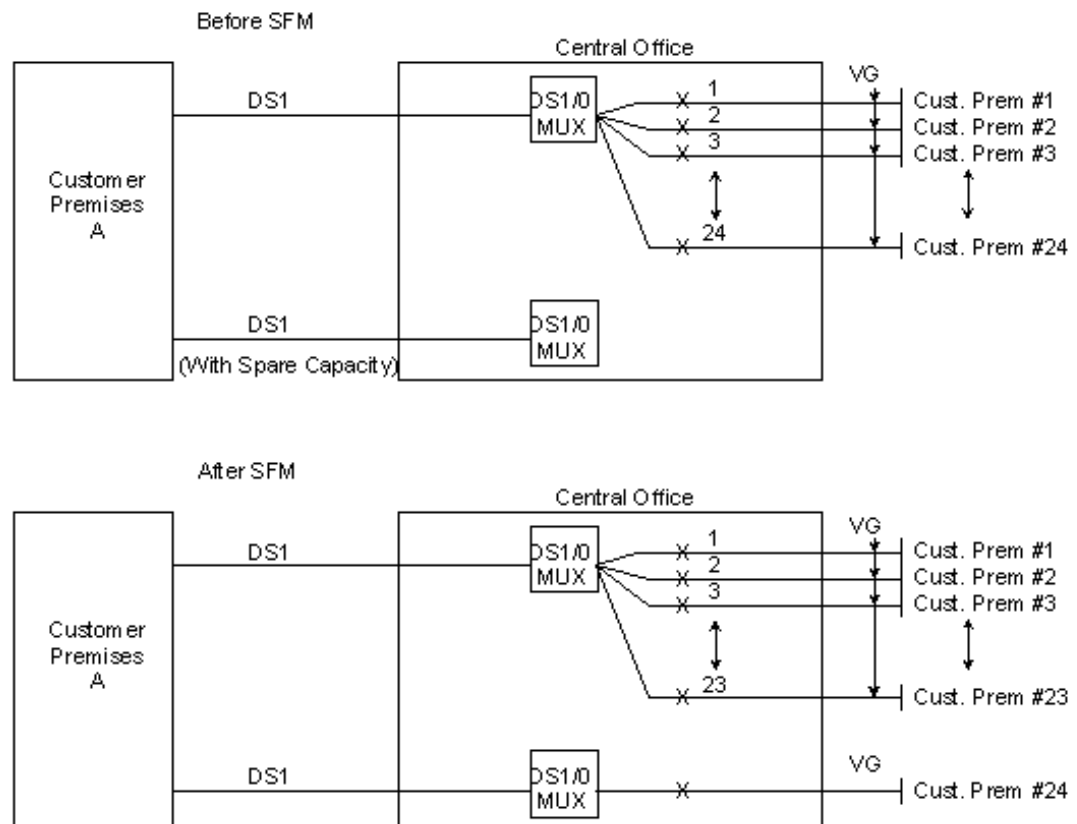 Before SFM
Central Office
VG
DS1
DS1/0
MUX
1
2
3
24
Cust. Prem #1
Cust. Prem #2
Cust. Prem #3
Cust. Prem #24
Customer
Premises
A
DS1
(With Spare Capacity)
DS1/0
MUX
After SFM
Central Office
VG
DS1
DS1/0
MUX
1
2
3
23
Cust. Prem #1
Cust. Prem #2
Cust. Prem #3
Cust. Prem #23
Customer
Premises
A
DS1
DS1/0
MUX
VG
Cust. Prem #24